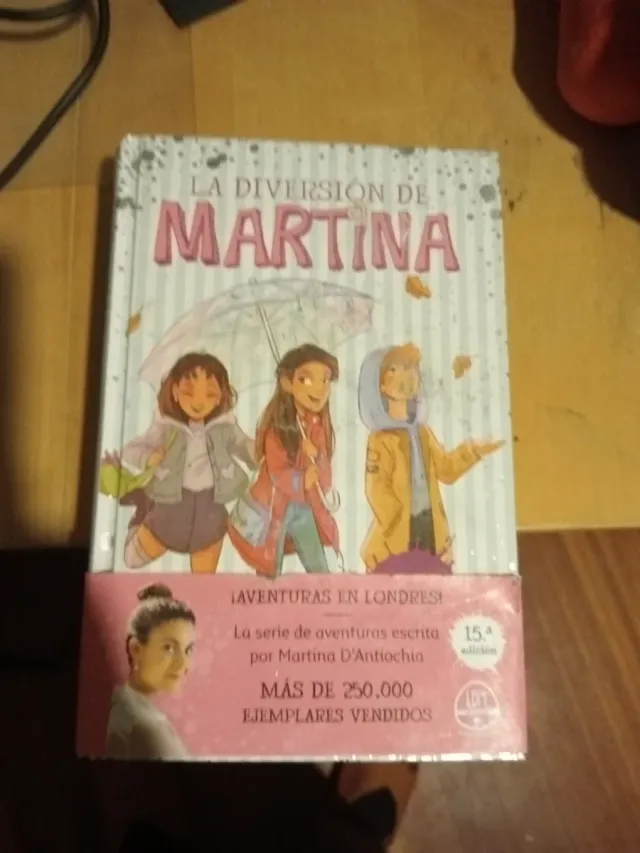 LA DIVERSIÓN DE
MARTINA
¡AVENTURAS EN LONDRES!
La serie de aventuras escrita
por Martina D'Antiochia
MÁS DE 250.000
EJEMPLARES VENDIDOS
15.ª
edición
LDM